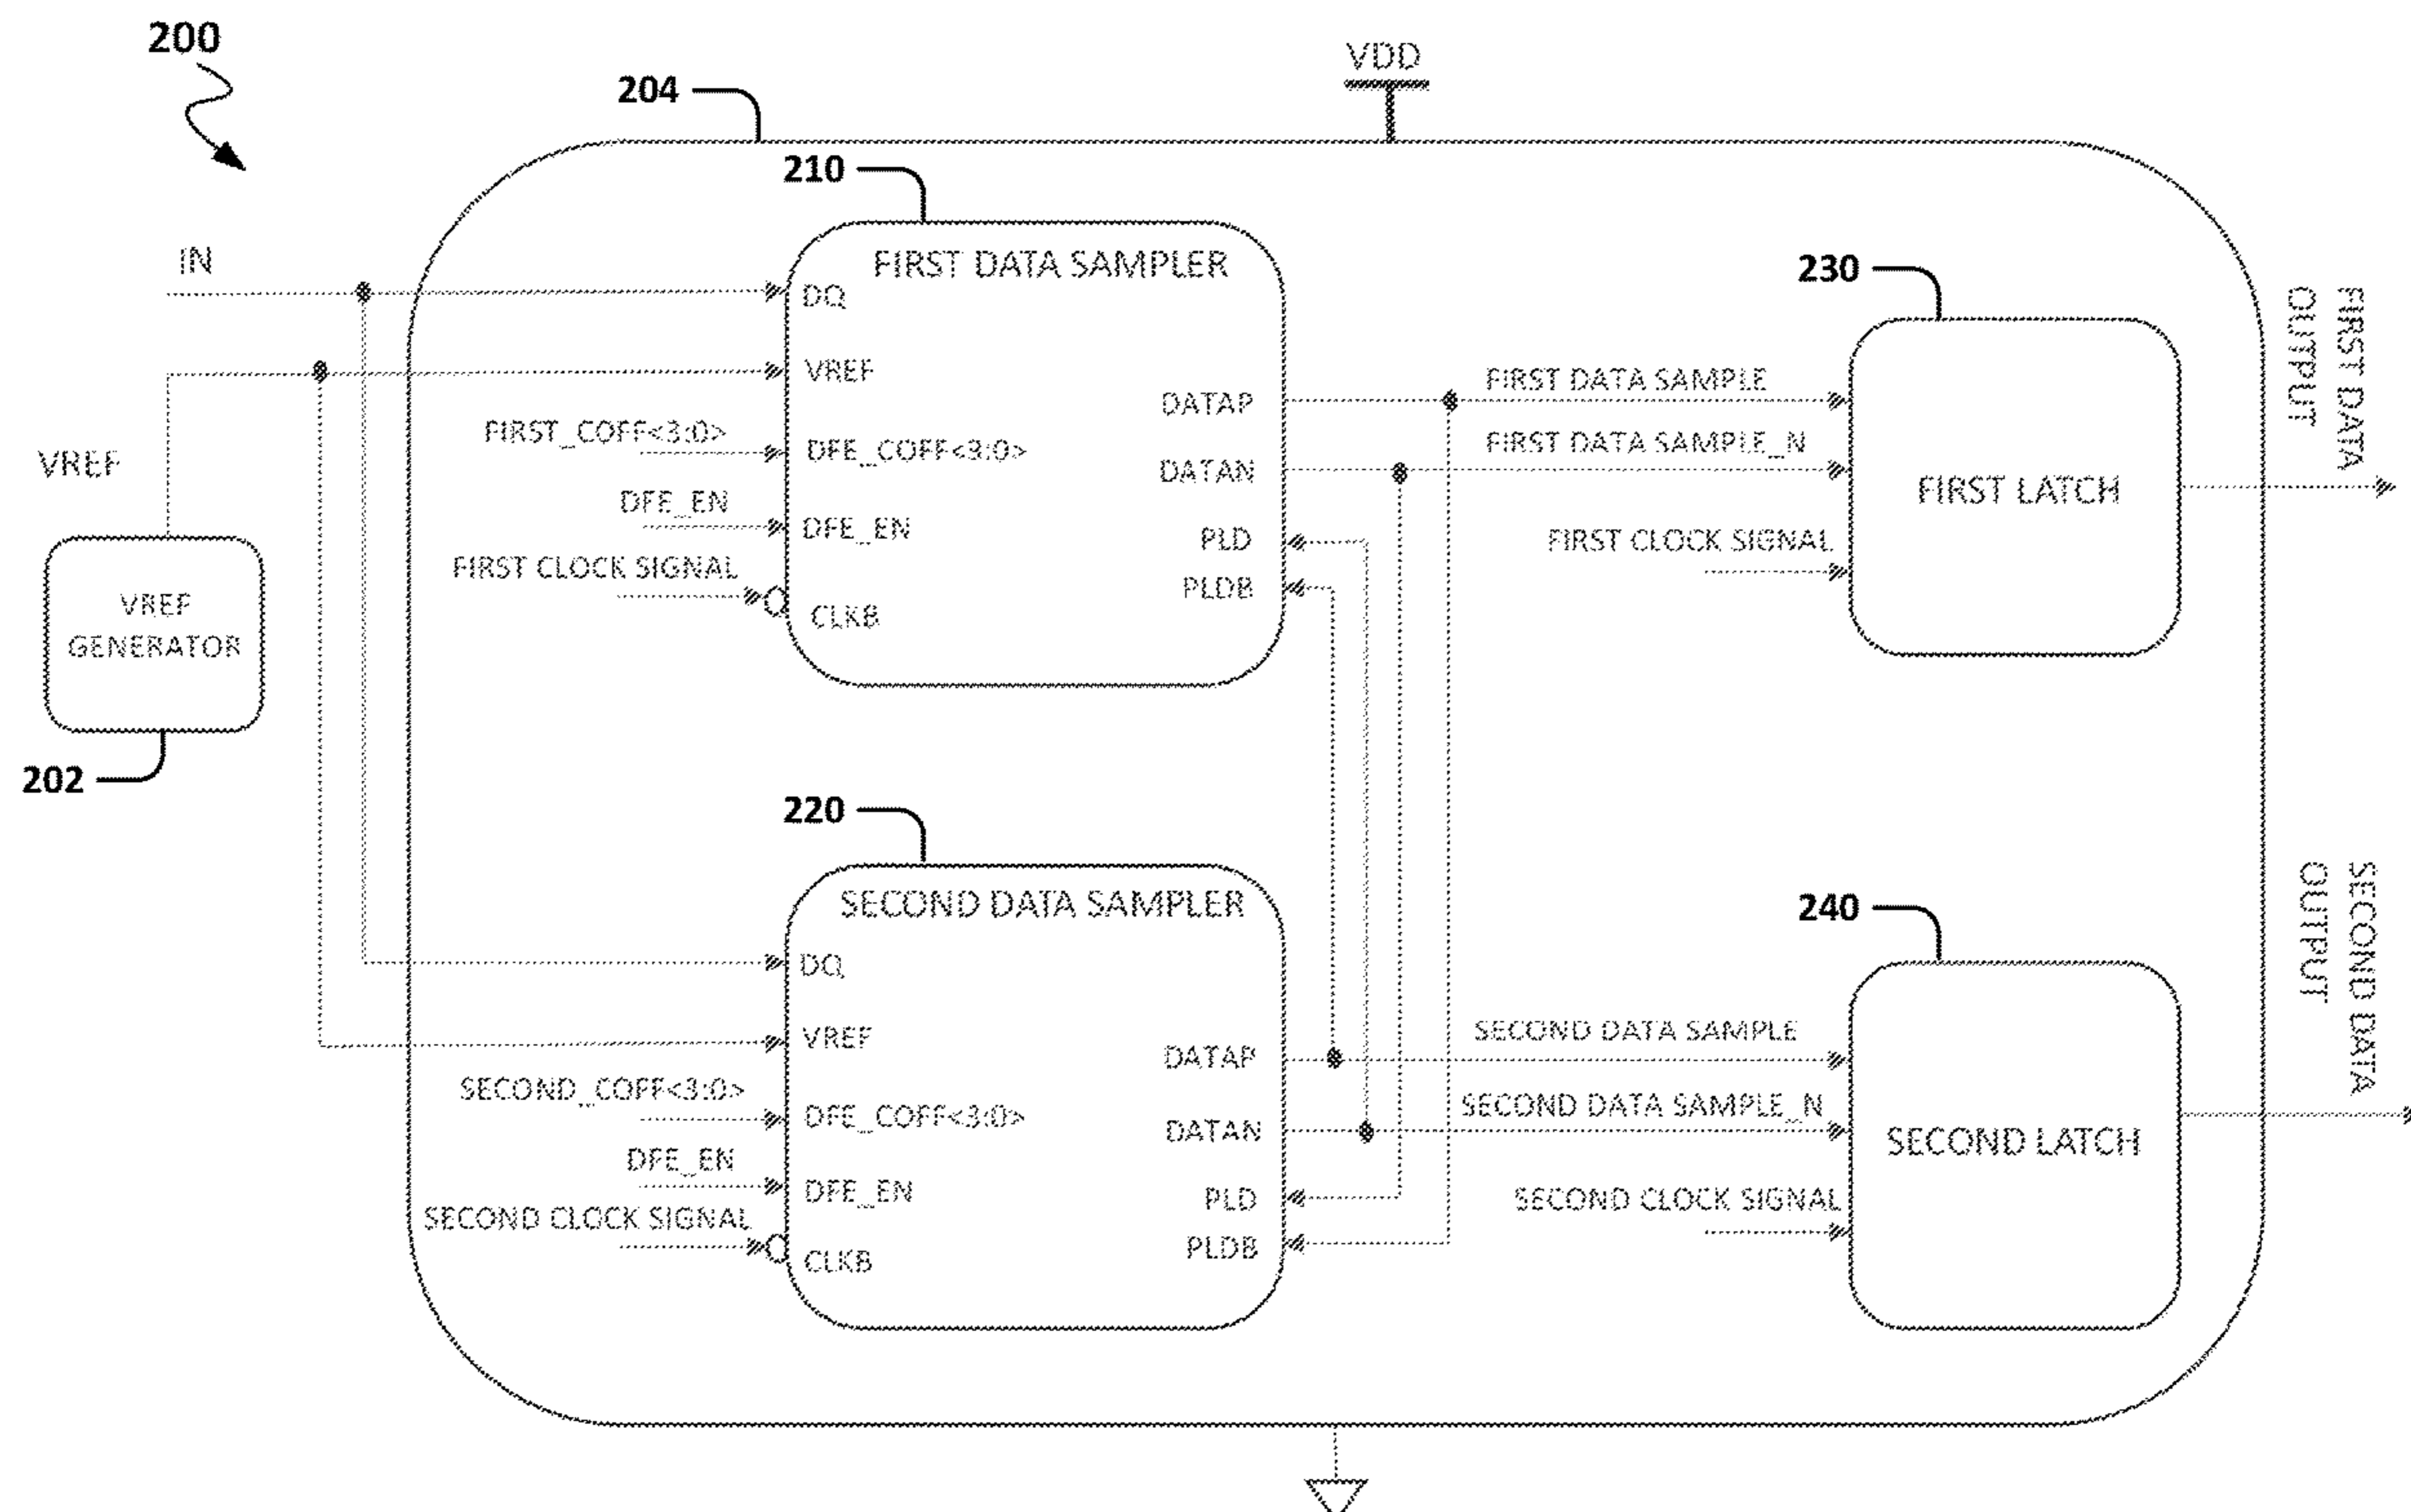 200
204
VDD
210
IN
FIRST DATA SAMPLER
DQ
VREF
FIRST_COFF<3:0>
DFE_COFF<3:0>
DFE_EN
DFE_EN
FIRST CLOCK SIGNAL
CLKB
DATAP
DATAN
PLD
PLDB
FIRST DATA SAMPLE
FIRST DATA SAMPLE_N
FIRST CLOCK SIGNAL
230
FIRST LATCH
FIRST DATA
OUTPUT
VREF
VREF
GENERATOR
202
220
SECOND DATA SAMPLER
DQ
VREF
SECOND_COFF<3:0>
DFE_COFF<3:0>
DFE_EN
DFE_EN
SECOND CLOCK SIGNAL
CLKB
DATAP
DATAN
PLD
PLDB
SECOND DATA SAMPLE
SECOND DATA SAMPLE_N
SECOND CLOCK SIGNAL
240
SECOND LATCH
SECOND DATA
OUTPUT